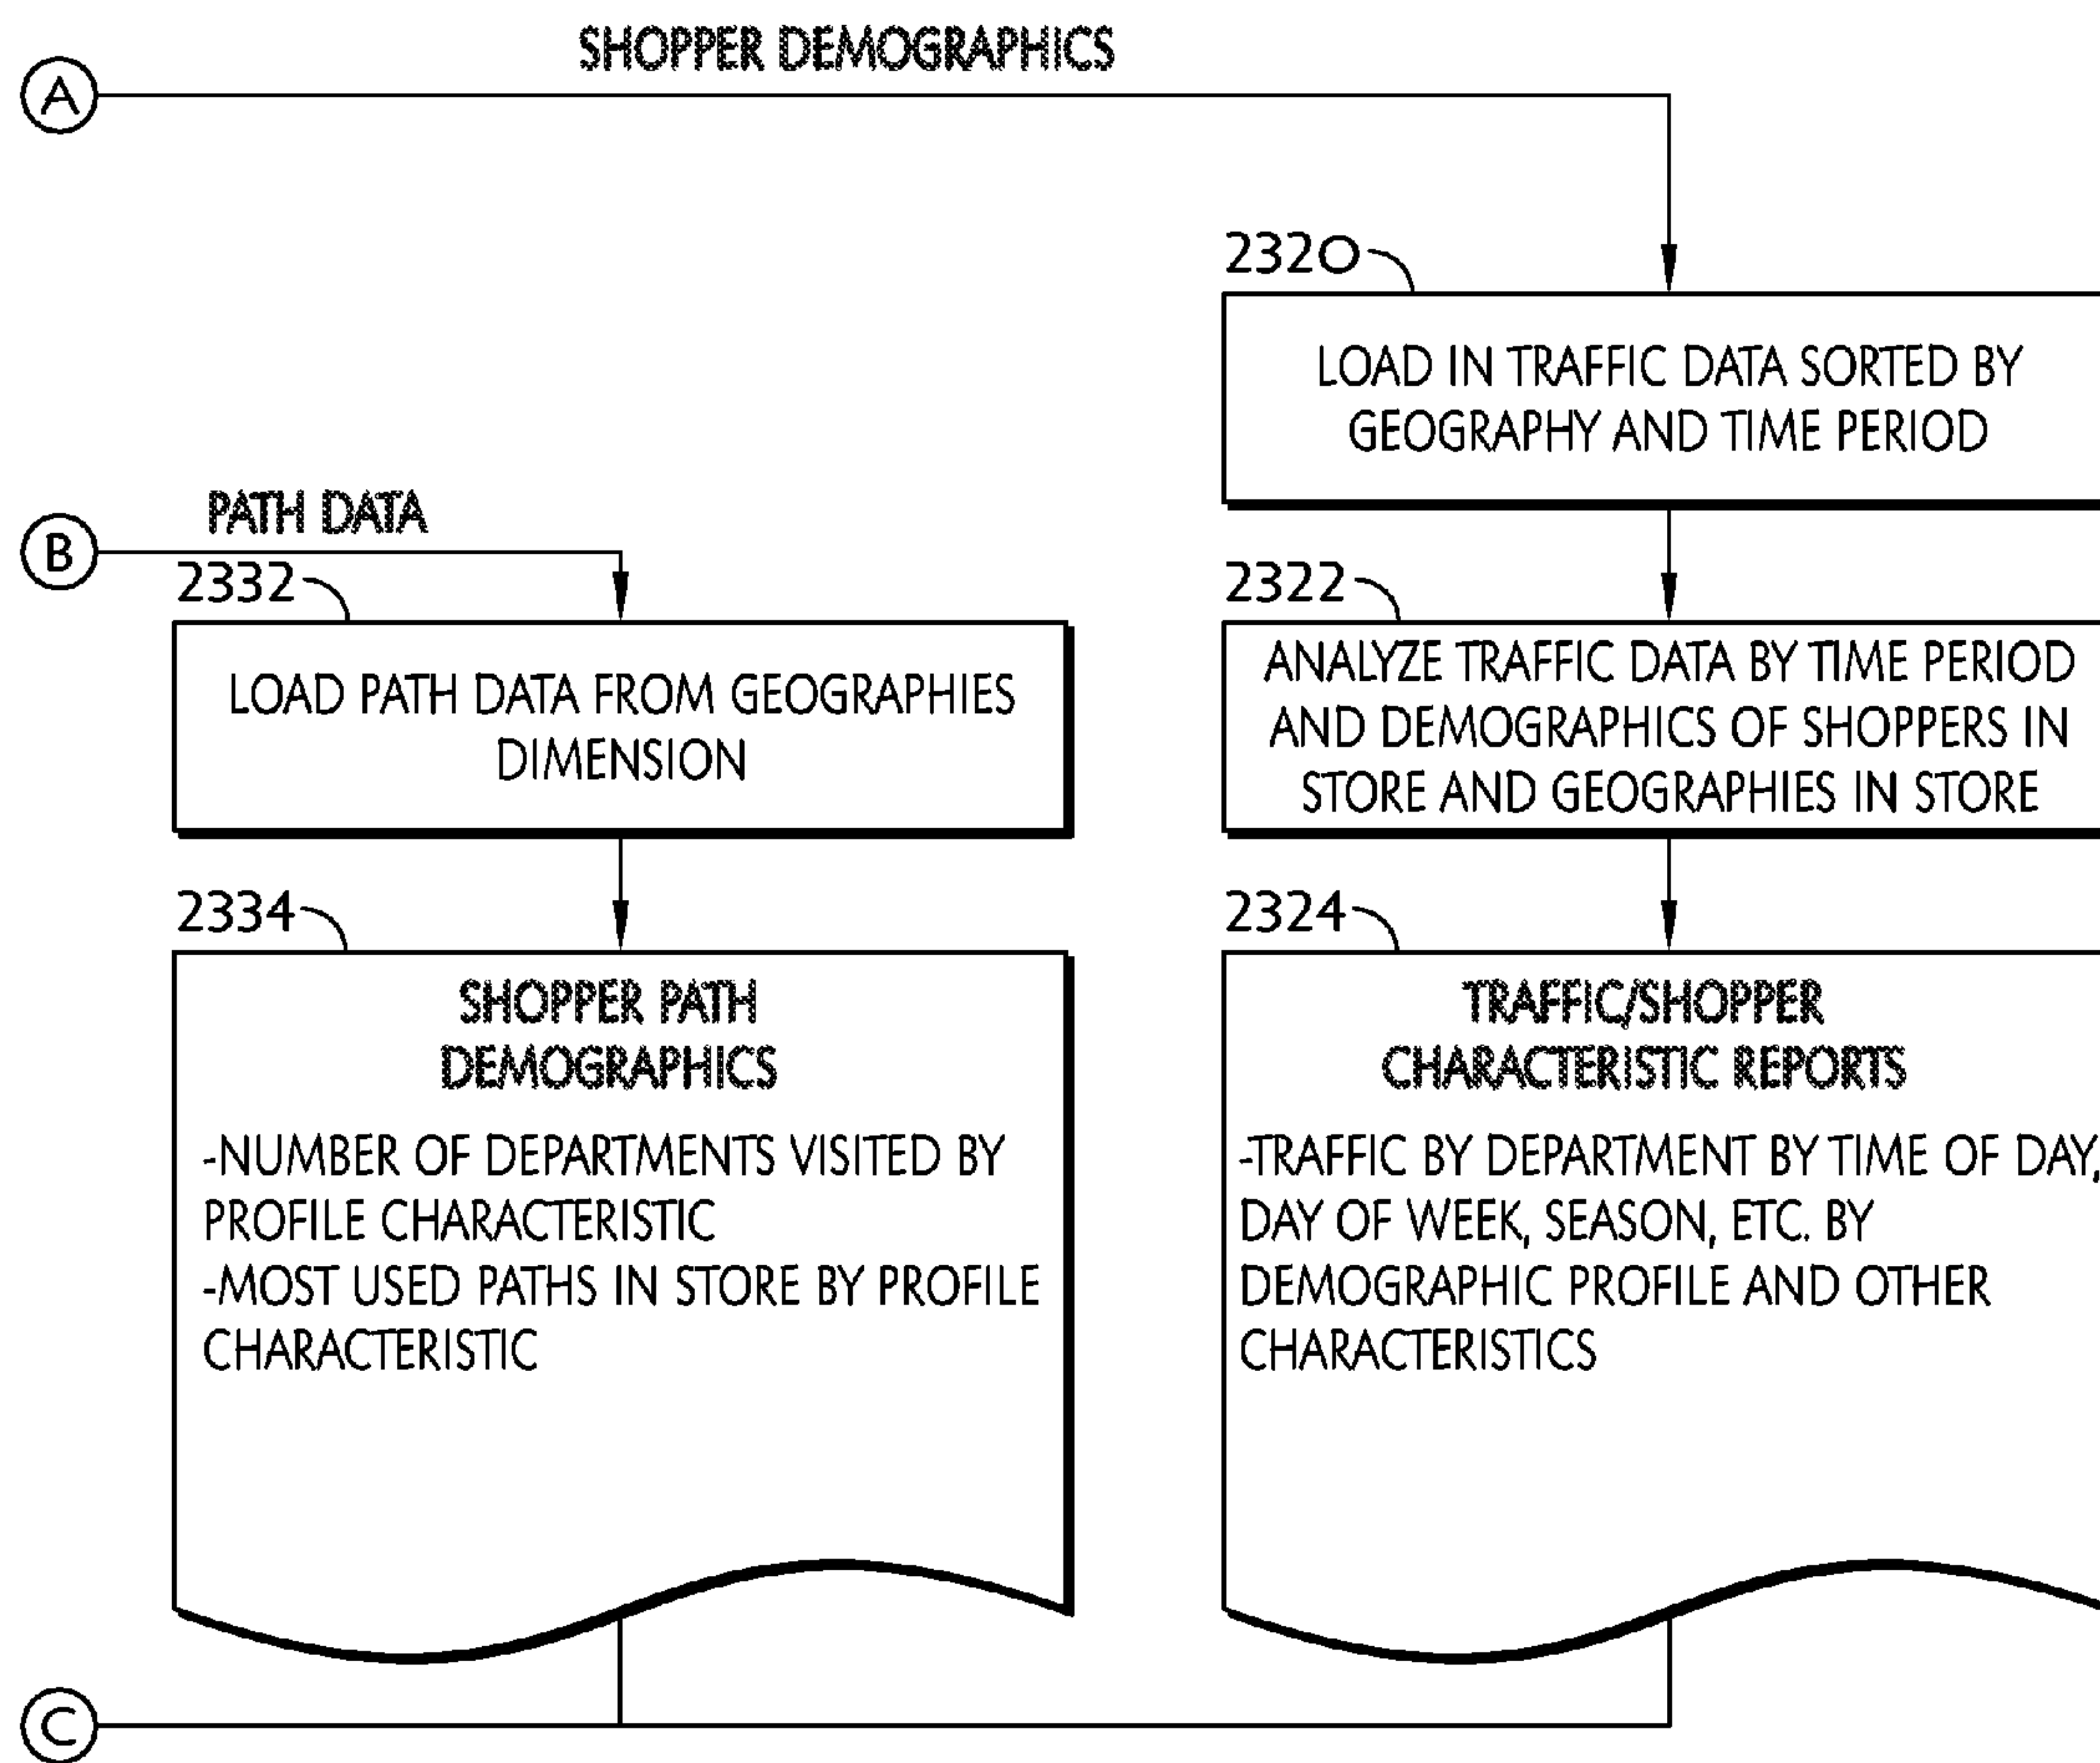 SHOPPER DEMOGRAPHICS
A
2320
LOAD IN TRAFFIC DATA SORTED BY
GEOGRAPHY AND TIME PERIOD
PATH DATA
B
2332
LOAD PATH DATA FROM GEOGRAPHIES
DIMENSION
2322
ANALYZE TRAFFIC DATA BY TIME PERIOD
AND DEMOGRAPHICS OF SHOPPERS IN
STORE AND GEOGRAPHIES IN STORE
2334
SHOPPER PATH
DEMOGRAPHICS
-NUMBER OF DEPARTMENTS VISITED BY
PROFILE CHARACTERISTIC
-MOST USED PATHS IN STORE BY PROFILE
CHARACTERISTIC
2324
TRAFFIC/SHOPPER
CHARACTERISTIC REPORTS
-TRAFFIC BY DEPARTMENT BY TIME OF DAY,
DAY OF WEEK, SEASON, ETC. BY
DEMOGRAPHIC PROFILE AND OTHER
CHARACTERISTICS
C